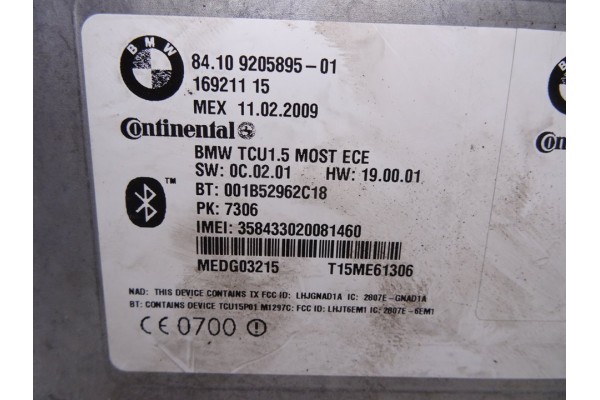 BMW
84.10 9205895-01
169211 15
MEX 11.02.2009
Continental
BMW TCU1.5 MOST ECE
SW: 0C.02.01 HW: 19.00.01
BT: 001B52962C18
PK: 7306
IMEI: 358433020081460
MEDG03215 T15ME61306
NAD: THIS DEVICE CONTAINS TX FCC ID: LHJGNAD1A IC: 2807E-GNAD1A
BT: CONTAINS DEVICE TCU15P01 M1297C: FCC ID: LHJT6EM1 IC: 2807E-6EM1
CE 0700
B
Con